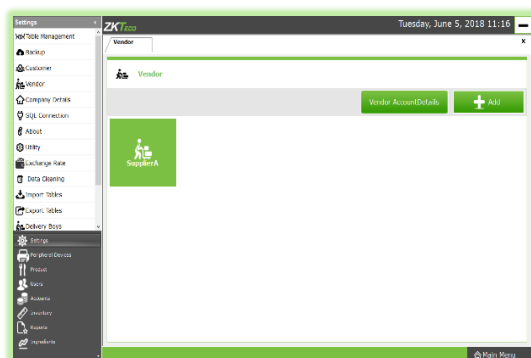 Settings
ZKTeco
Tuesday, June 5, 2018 11:16
Table Management
Backup
Customer
Vendor
Company Details
SQL Connection
About
Utility
Exchange Rate
Data Cleaning
Import Tables
Export Tables
Delivery Boys
Settings
Peripheral Devices
Product
Users
Accounts
Inventory
Reports
Ingredients
Vendor
x
Vendor
Vendor AccountDetails
Add
SupplierA
Main Menu